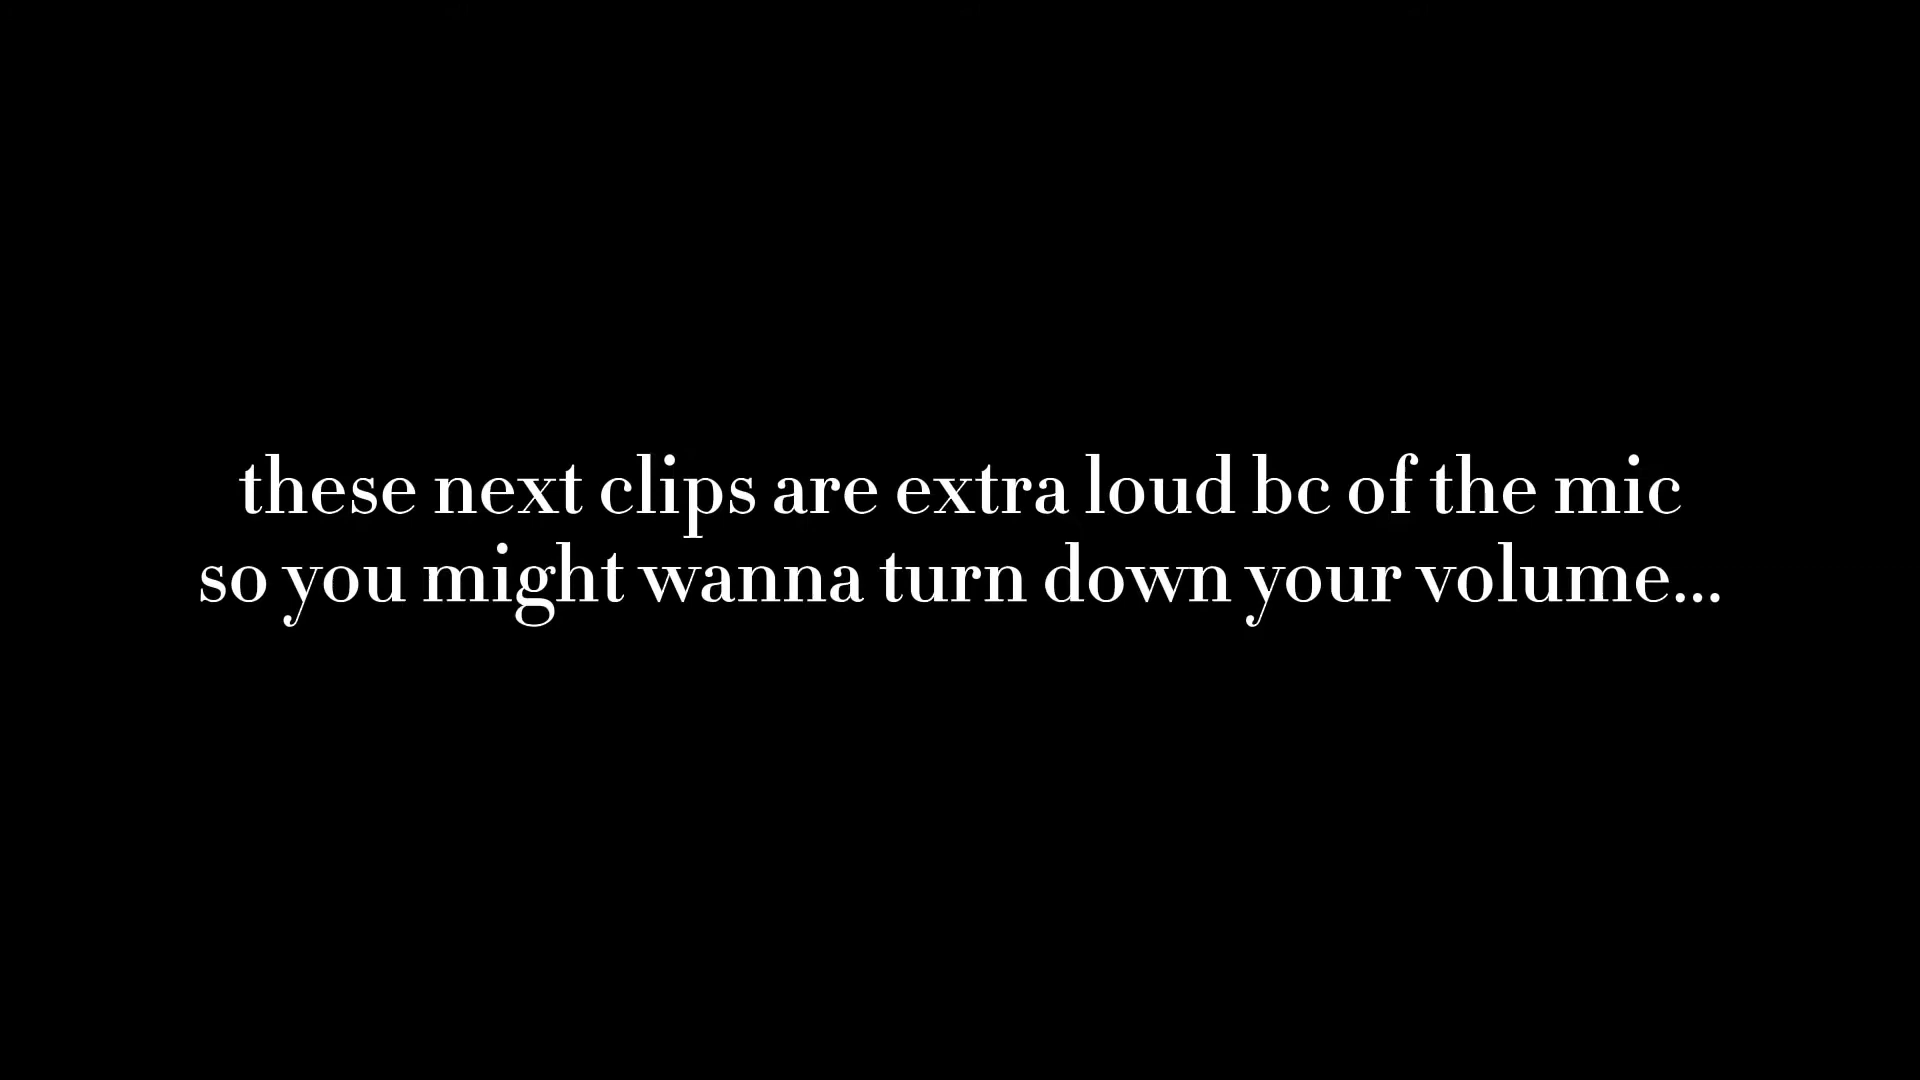 these next clips are extra loud bc of the mic
so you might wanna turn down your volume...